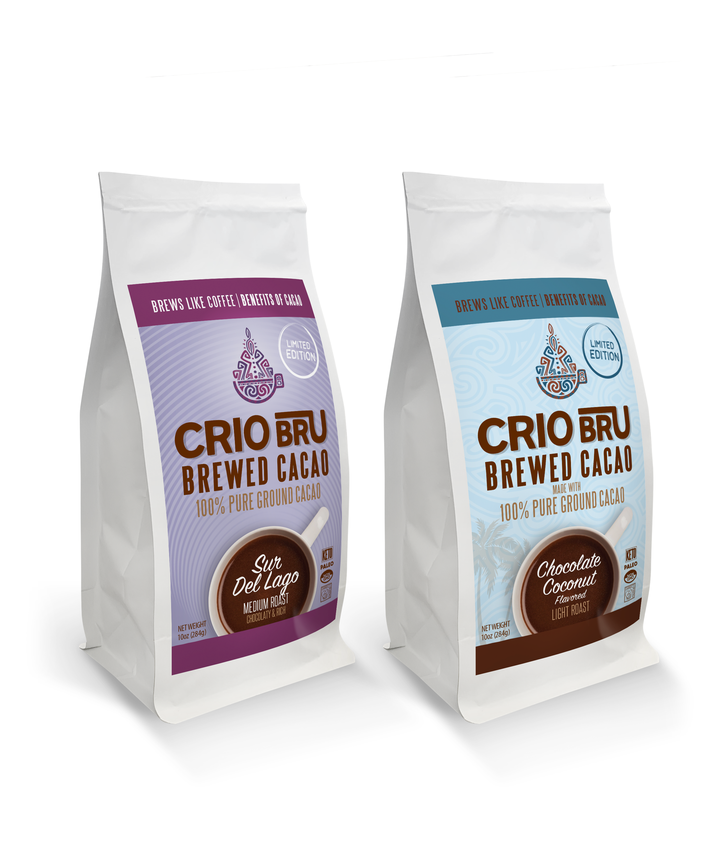 BREWS LIKE COFFEE | BENEFITS OF CACAO
LIMITED
EDITION
CRIO BRU
BREWED CACAO
100% PURE GROUND CACAO
Sur
Del Lago
MEDIUM ROAST
CHOCOLATY & RICH
KETO
PALEO
NET WEIGHT
10oz (284g)
BREWS LIKE COFFEE | BENEFITS OF CACAO
LIMITED
EDITION
CRIO BRU
BREWED CACAO
MADE WITH
100% PURE GROUND CACAO
Chocolate
Coconut
Flavored
LIGHT ROAST
KETO
PALEO
NET WEIGHT
10oz (284g)